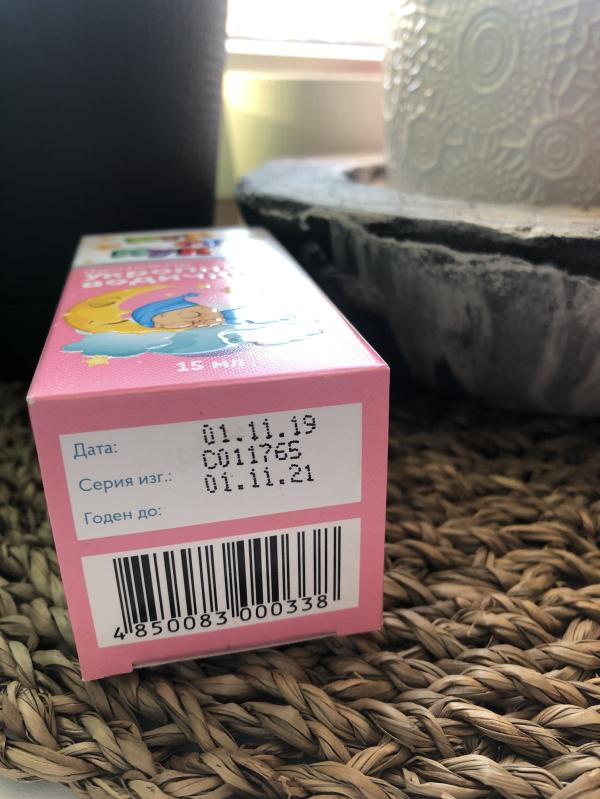 15 мл
Дата: 01.11.19
Серия изг.: C011765
Годен до: 01.11.21
4 850083 000338